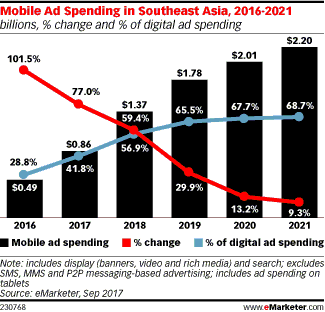 Mobile Ad Spending in Southeast Asia, 2016-2021
billions, % change and % of digital ad spending
101.5%
77.0%
59.4%
29.9%
13.2%
9.3%
28.8%
41.8%
56.9%
65.5%
67.7%
68.7%
$0.49
$0.86
$1.37
$1.78
$2.01
$2.20
2016 2017 2018 2019 2020 2021
Mobile ad spending % change % of digital ad spending
Note: includes display (banners, video and rich media) and search; excludes
SMS, MMS and P2P messaging-based advertising; includes ad spending on
tablets
Source: eMarketer, Sep 2017
230768 www.eMarketer.com